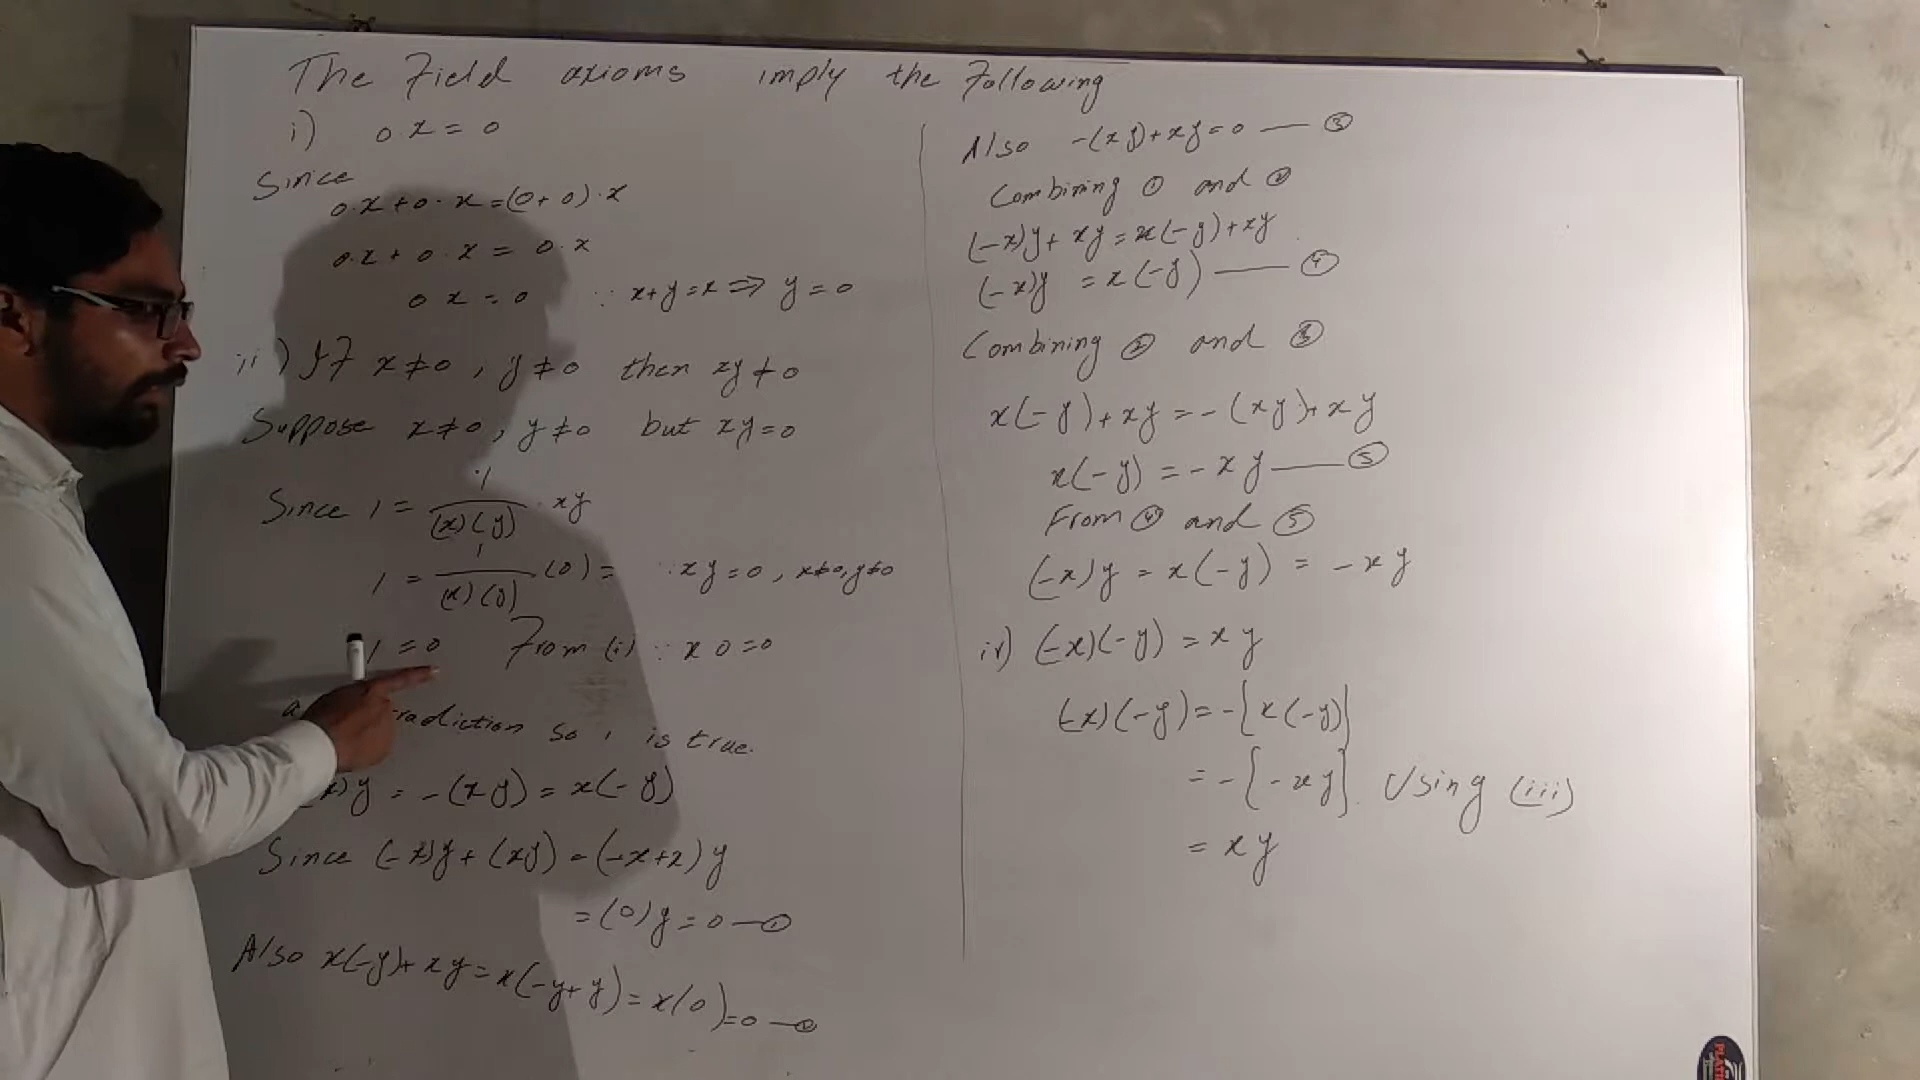 The Field axioms imply the Following
i) 0.x = 0
Since
0.x + 0.x = (0+0).x
0.x + 0.x = 0.x
0 x = 0 ∵ x+y=x ⇒ y=0
ii) If x≠0, y≠0 then xy≠0
Suppose x≠0, y≠0 but xy=0
Since 1 = 1/(x)(y) . xy
1 = 1/(x)(y) .(0) = ∵ xy=0, x≠0, y≠0
1 = 0 From (i) ∵ x 0=0
so is true.
)y = -(xy) = x(-y)
Since (-x)y + (xy) = (-x+x)y
= (0)y = 0 — ①
Also x(-y)+xy = x(-y+y) = x(0) = 0 — ②
Also -(xy)+xy=0 — ③
Combining ① and ②
(-x)y + xy = x(-y)+xy
(-x)y = x(-y) — ④
Combining ② and ③
x(-y)+xy = -(xy)+xy
x(-y) = -xy — ⑤
From ④ and ⑤
(-x)y = x(-y) = -xy
iv) (-x)(-y) = xy
(-x)(-y) = -{x(-y)}
= -{-xy} Using (iii)
= xy